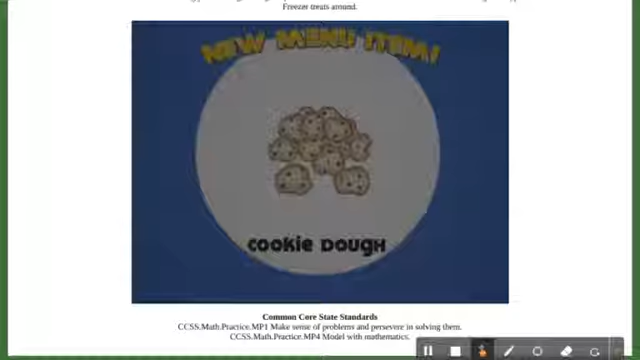 Freezer treats around.
NEW MENU ITEM!
COOKIE DOUGH
Common Core State Standards
CCSS.Math.Practice.MP1 Make sense of problems and persevere in solving them.
CCSS.Math.Practice.MP4 Model with mathematics.